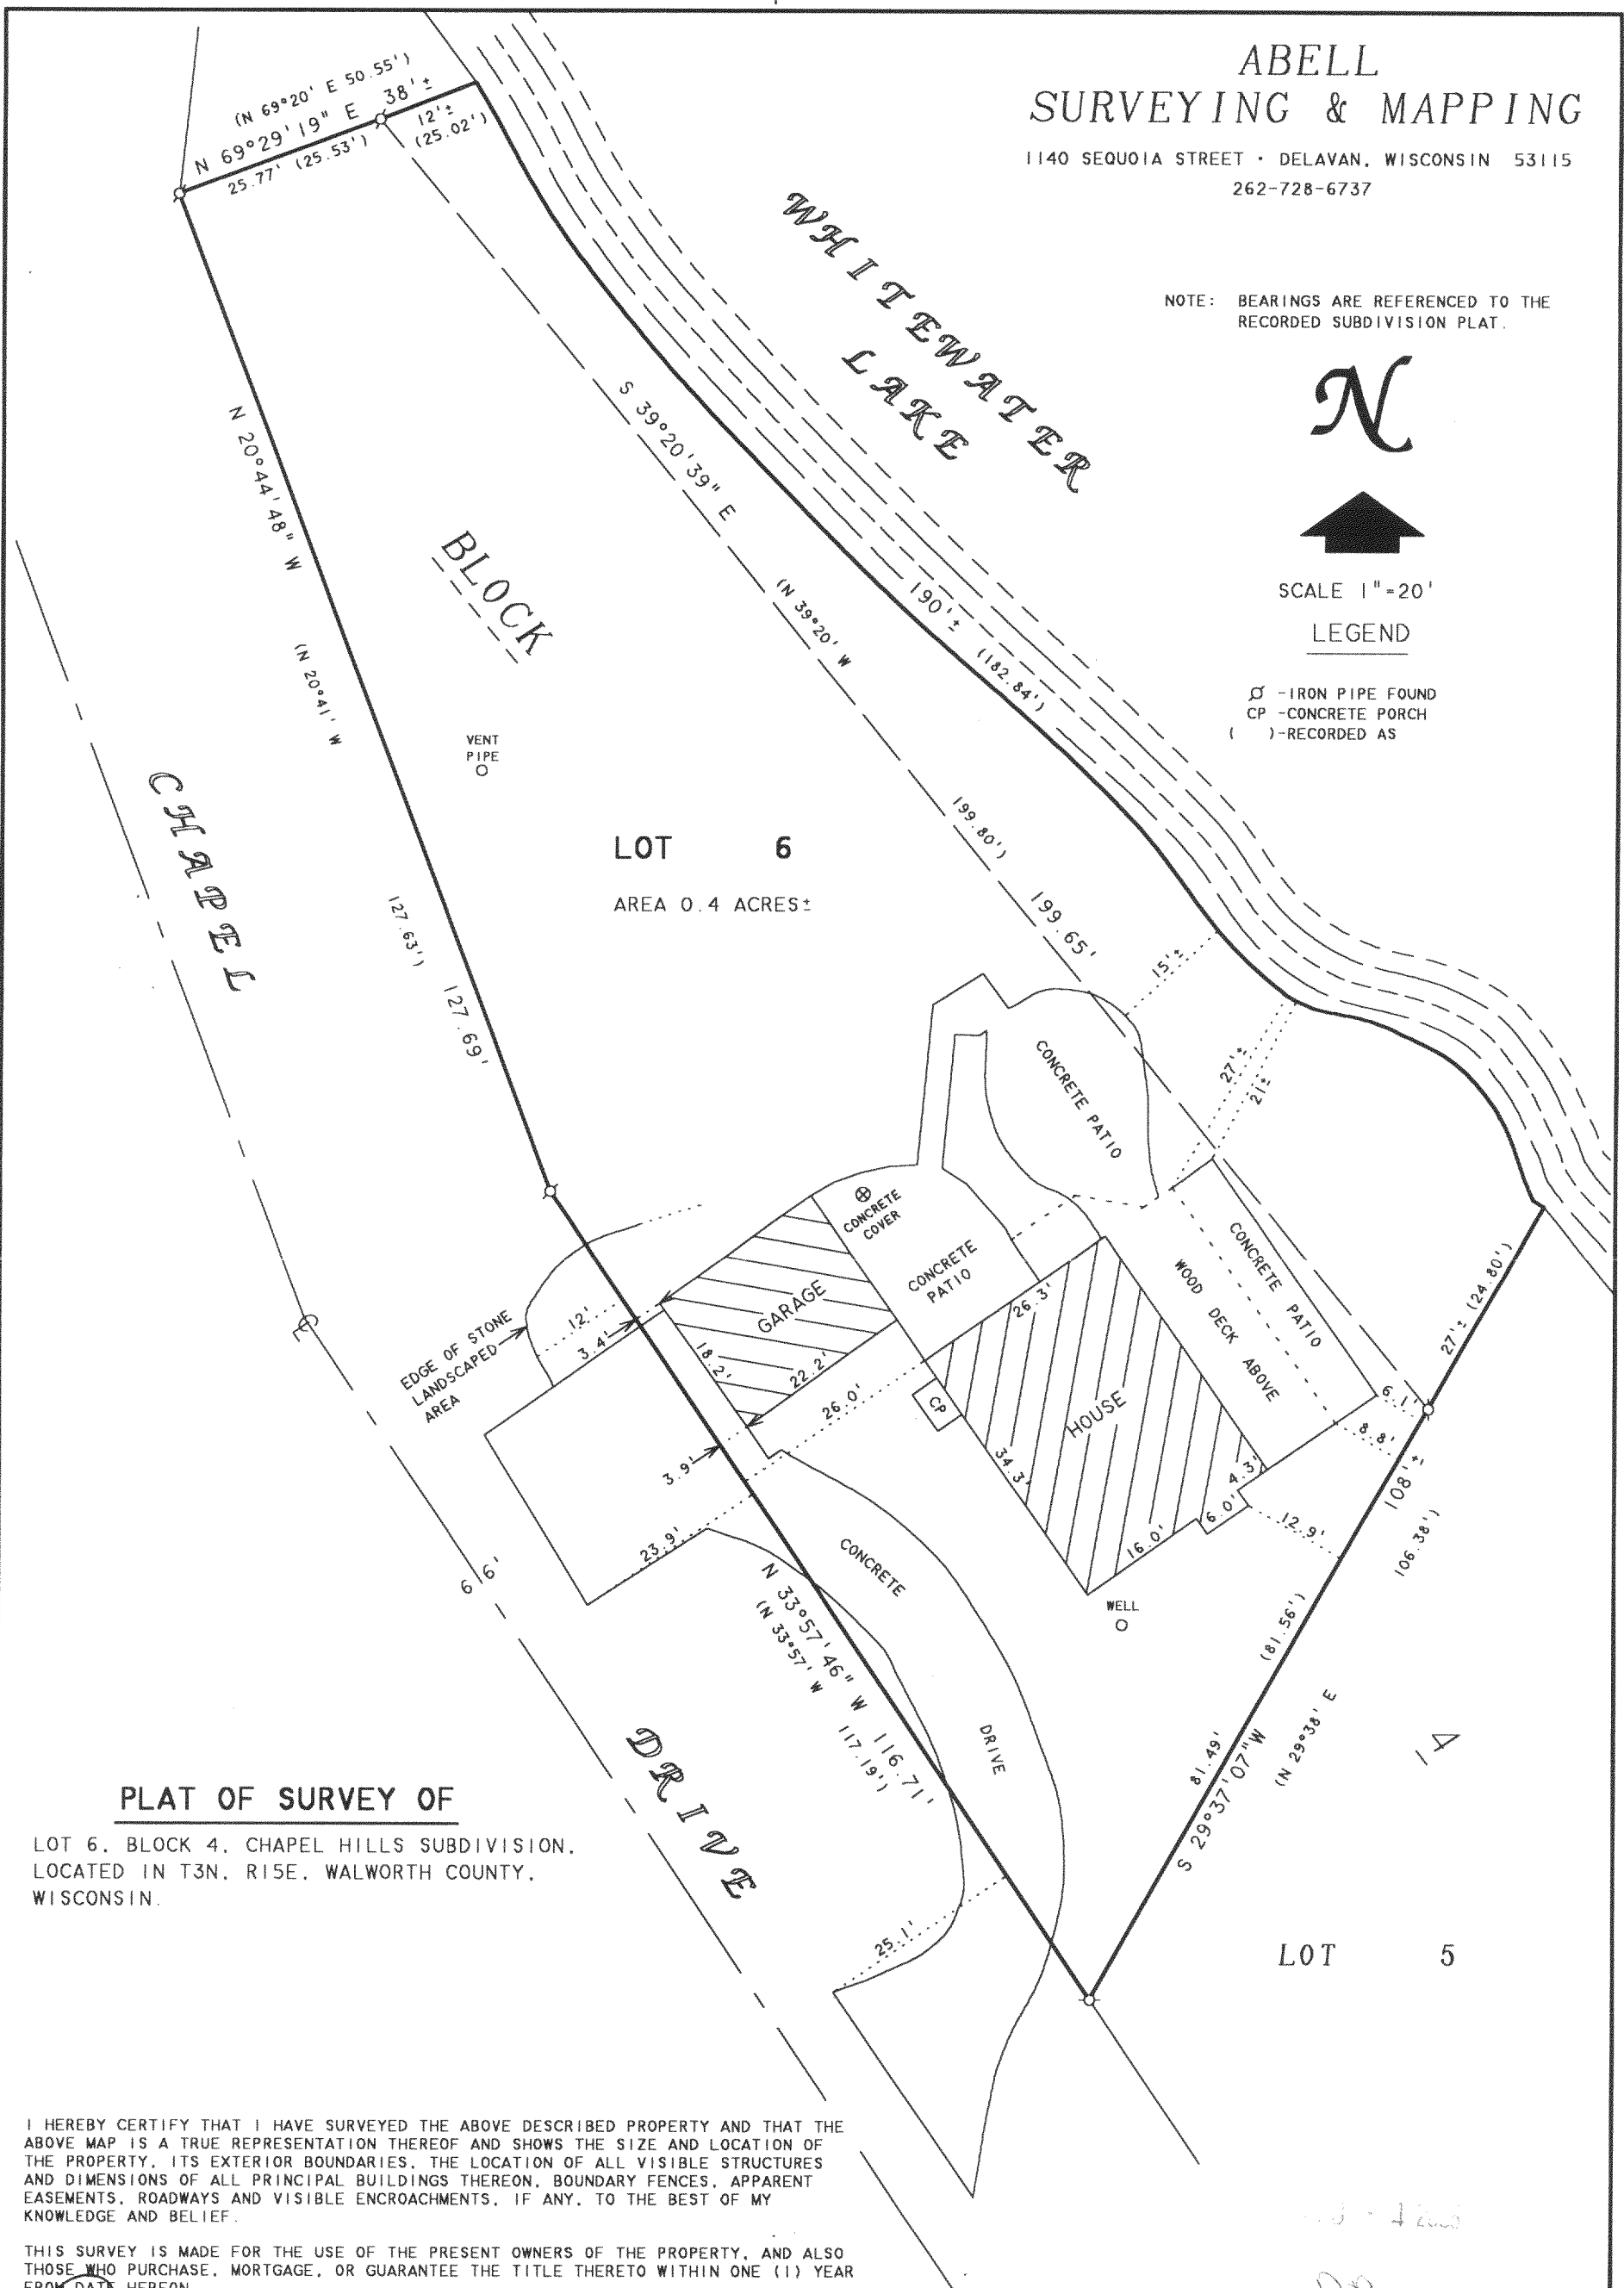 ABELL
SURVEYING & MAPPING
1140 SEQUOIA STREET · DELAVAN, WISCONSIN 53115
262-728-6737
(N 69°20' E 50.55')
N 69°29'19" E 38'±
25.77' (25.53')
12'±
(25.02')
WHITEWATER
LAKE
NOTE: BEARINGS ARE REFERENCED TO THE
RECORDED SUBDIVISION PLAT.
N
SCALE 1"=20'
LEGEND
Ø -IRON PIPE FOUND
CP -CONCRETE PORCH
( )-RECORDED AS
S 39°20'39" E
(N 39°20' W
199.80')
199.65'
190'±
(182.84')
N 20°44'48" W
(N 20°41' W
127.63')
127.69'
BLOCK
VENT
PIPE
LOT 6
AREA 0.4 ACRES±
CHAPEL
15'±
27'±
21'±
CONCRETE PATIO
CONCRETE
COVER
CONCRETE
PATIO
GARAGE
18.2'
22.2'
26.0'
26.3'
WOOD DECK ABOVE
CONCRETE PATIO
27'± (24.80')
EDGE OF STONE
LANDSCAPED
AREA
12'
3.4'
CP
HOUSE
34.3'
16.0'
6.0'
4.3'
6.1'
8.8'
12.9'
108'±
106.38')
3.9'
23.9'
66'
CONCRETE
DRIVE
WELL
N 33°57'46" W 116.71'
(N 33°57' W 117.19')
(81.56')
81.49'
S 29°37'07"W
(N 29°38' E
4
DRIVE
25.1'
LOT 5
PLAT OF SURVEY OF
LOT 6, BLOCK 4, CHAPEL HILLS SUBDIVISION,
LOCATED IN T3N, R15E, WALWORTH COUNTY,
WISCONSIN.
I HEREBY CERTIFY THAT I HAVE SURVEYED THE ABOVE DESCRIBED PROPERTY AND THAT THE
ABOVE MAP IS A TRUE REPRESENTATION THEREOF AND SHOWS THE SIZE AND LOCATION OF
THE PROPERTY, ITS EXTERIOR BOUNDARIES, THE LOCATION OF ALL VISIBLE STRUCTURES
AND DIMENSIONS OF ALL PRINCIPAL BUILDINGS THEREON, BOUNDARY FENCES, APPARENT
EASEMENTS, ROADWAYS AND VISIBLE ENCROACHMENTS, IF ANY, TO THE BEST OF MY
KNOWLEDGE AND BELIEF.
THIS SURVEY IS MADE FOR THE USE OF THE PRESENT OWNERS OF THE PROPERTY, AND ALSO
THOSE WHO PURCHASE, MORTGAGE, OR GUARANTEE THE TITLE THERETO WITHIN ONE (1) YEAR
FROM DATE HEREON.